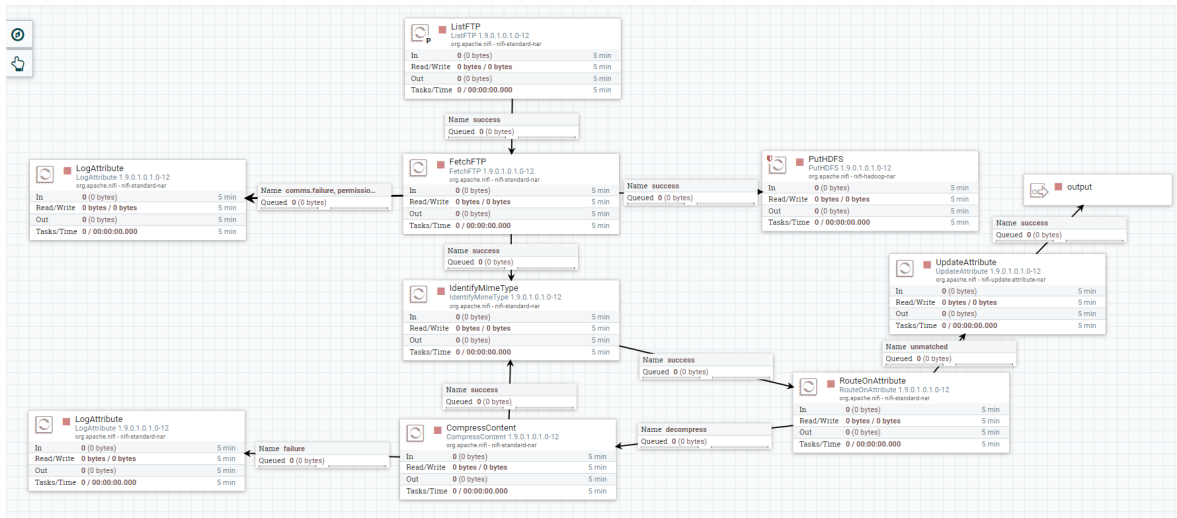 ListFTP
ListFTP 1.9.0.1.0.1.0-12
org.apache.nifi - nifi-standard-nar
In 0 (0 bytes) 5 min
Read/Write 0 bytes / 0 bytes 5 min
Out 0 (0 bytes) 5 min
Tasks/Time 0 / 00:00:00.000 5 min
P
Name success
Queued 0 (0 bytes)
LogAttribute
LogAttribute 1.9.0.1.0.1.0-12
org.apache.nifi - nifi-standard-nar
In 0 (0 bytes) 5 min
Read/Write 0 bytes / 0 bytes 5 min
Out 0 (0 bytes) 5 min
Tasks/Time 0 / 00:00:00.000 5 min
Name comms.failure, permissio...
Queued 0 (0 bytes)
FetchFTP
FetchFTP 1.9.0.1.0.1.0-12
org.apache.nifi - nifi-standard-nar
In 0 (0 bytes) 5 min
Read/Write 0 bytes / 0 bytes 5 min
Out 0 (0 bytes) 5 min
Tasks/Time 0 / 00:00:00.000 5 min
Name success
Queued 0 (0 bytes)
PutHDFS
PutHDFS 1.9.0.1.0.1.0-12
org.apache.nifi - nifi-hadoop-nar
In 0 (0 bytes) 5 min
Read/Write 0 bytes / 0 bytes 5 min
Out 0 (0 bytes) 5 min
Tasks/Time 0 / 00:00:00.000 5 min
output
Name success
Queued 0 (0 bytes)
Name success
Queued 0 (0 bytes)
UpdateAttribute
UpdateAttribute 1.9.0.1.0.1.0-12
org.apache.nifi - nifi-update-attribute-nar
In 0 (0 bytes) 5 min
Read/Write 0 bytes / 0 bytes 5 min
Out 0 (0 bytes) 5 min
Tasks/Time 0 / 00:00:00.000 5 min
IdentifyMimeType
IdentifyMimeType 1.9.0.1.0.1.0-12
org.apache.nifi - nifi-standard-nar
In 0 (0 bytes) 5 min
Read/Write 0 bytes / 0 bytes 5 min
Out 0 (0 bytes) 5 min
Tasks/Time 0 / 00:00:00.000 5 min
Name unmatched
Queued 0 (0 bytes)
Name success
Queued 0 (0 bytes)
RouteOnAttribute
RouteOnAttribute 1.9.0.1.0.1.0-12
org.apache.nifi - nifi-standard-nar
In 0 (0 bytes) 5 min
Read/Write 0 bytes / 0 bytes 5 min
Out 0 (0 bytes) 5 min
Tasks/Time 0 / 00:00:00.000 5 min
Name success
Queued 0 (0 bytes)
Name decompress
Queued 0 (0 bytes)
LogAttribute
LogAttribute 1.9.0.1.0.1.0-12
org.apache.nifi - nifi-standard-nar
In 0 (0 bytes) 5 min
Read/Write 0 bytes / 0 bytes 5 min
Out 0 (0 bytes) 5 min
Tasks/Time 0 / 00:00:00.000 5 min
Name failure
Queued 0 (0 bytes)
CompressContent
CompressContent 1.9.0.1.0.1.0-12
org.apache.nifi - nifi-standard-nar
In 0 (0 bytes) 5 min
Read/Write 0 bytes / 0 bytes 5 min
Out 0 (0 bytes) 5 min
Tasks/Time 0 / 00:00:00.000 5 min